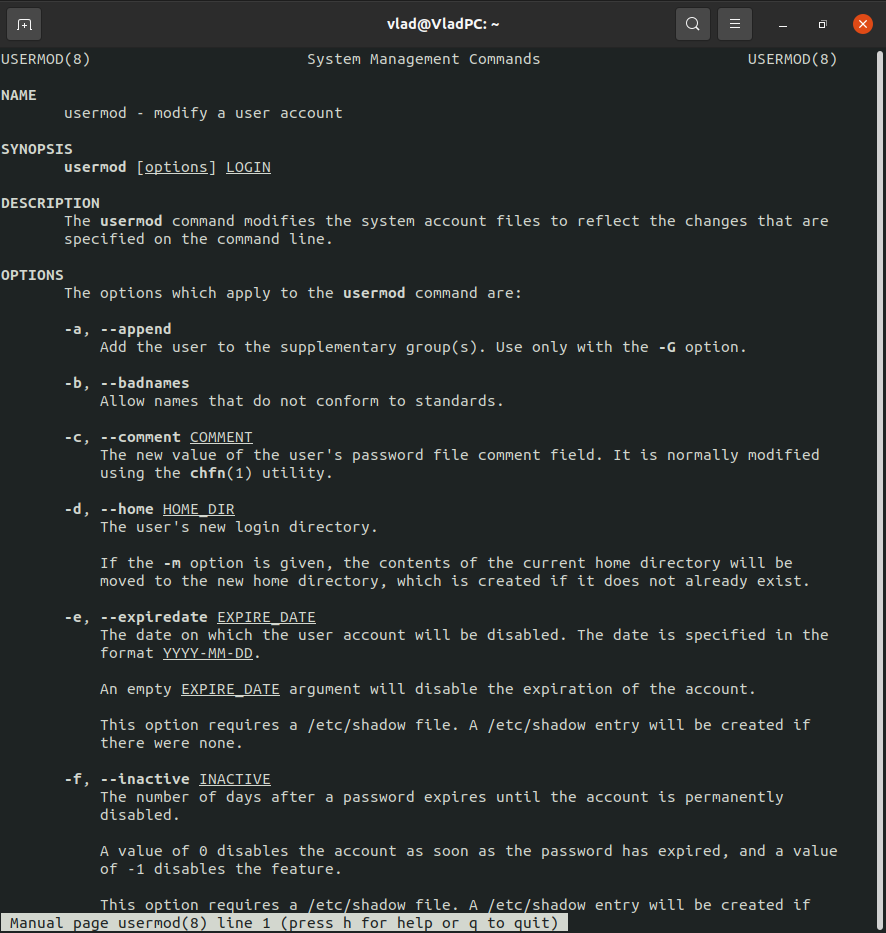 vlad@VladPC: ~
USERMOD(8) System Management Commands USERMOD(8)
NAME
usermod - modify a user account
SYNOPSIS
usermod [options] LOGIN
DESCRIPTION
The usermod command modifies the system account files to reflect the changes that are
specified on the command line.
OPTIONS
The options which apply to the usermod command are:
-a, --append
Add the user to the supplementary group(s). Use only with the -G option.
-b, --badnames
Allow names that do not conform to standards.
-c, --comment COMMENT
The new value of the user's password file comment field. It is normally modified
using the chfn(1) utility.
-d, --home HOME_DIR
The user's new login directory.
If the -m option is given, the contents of the current home directory will be
moved to the new home directory, which is created if it does not already exist.
-e, --expiredate EXPIRE_DATE
The date on which the user account will be disabled. The date is specified in the
format YYYY-MM-DD.
An empty EXPIRE_DATE argument will disable the expiration of the account.
This option requires a /etc/shadow file. A /etc/shadow entry will be created if
there were none.
-f, --inactive INACTIVE
The number of days after a password expires until the account is permanently
disabled.
A value of 0 disables the account as soon as the password has expired, and a value
of -1 disables the feature.
This option requires a /etc/shadow file. A /etc/shadow entry will be created if
Manual page usermod(8) line 1 (press h for help or q to quit)